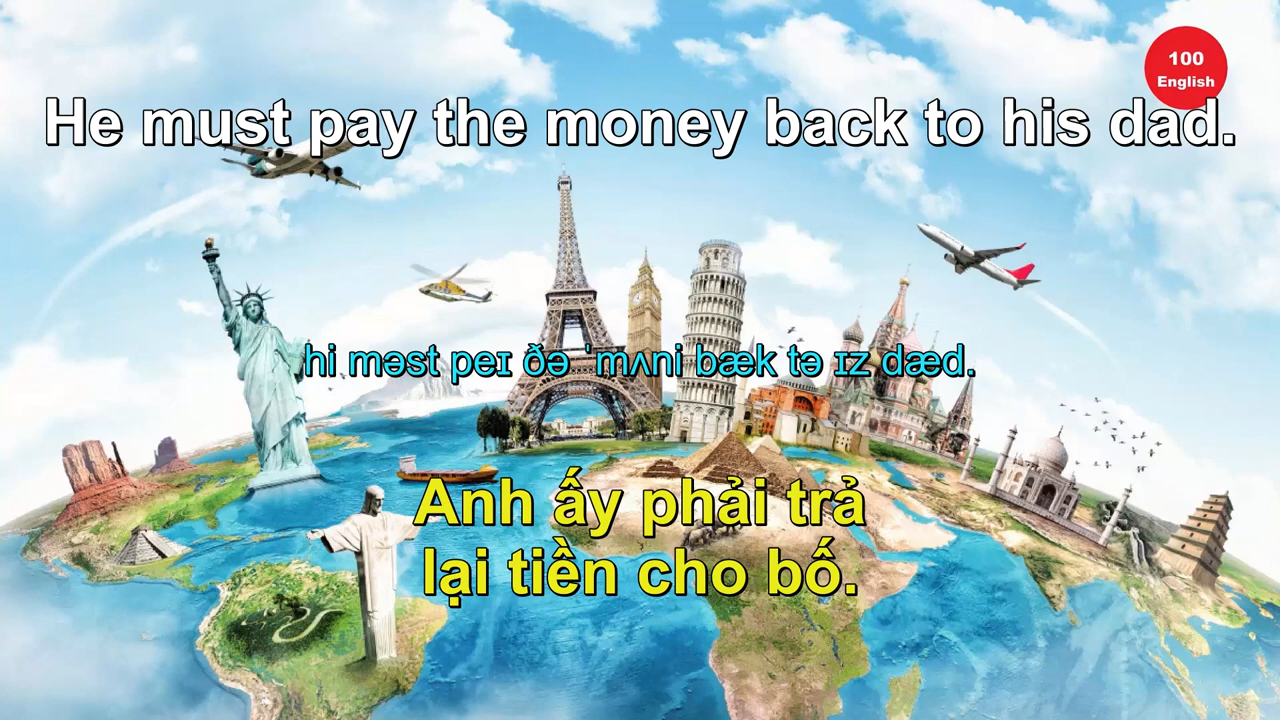 100
English
He must pay the money back to his dad.
hi məst peɪ ðə ˈmʌni bæk tə ɪz dæd.
Anh ấy phải trả
lại tiền cho bố.